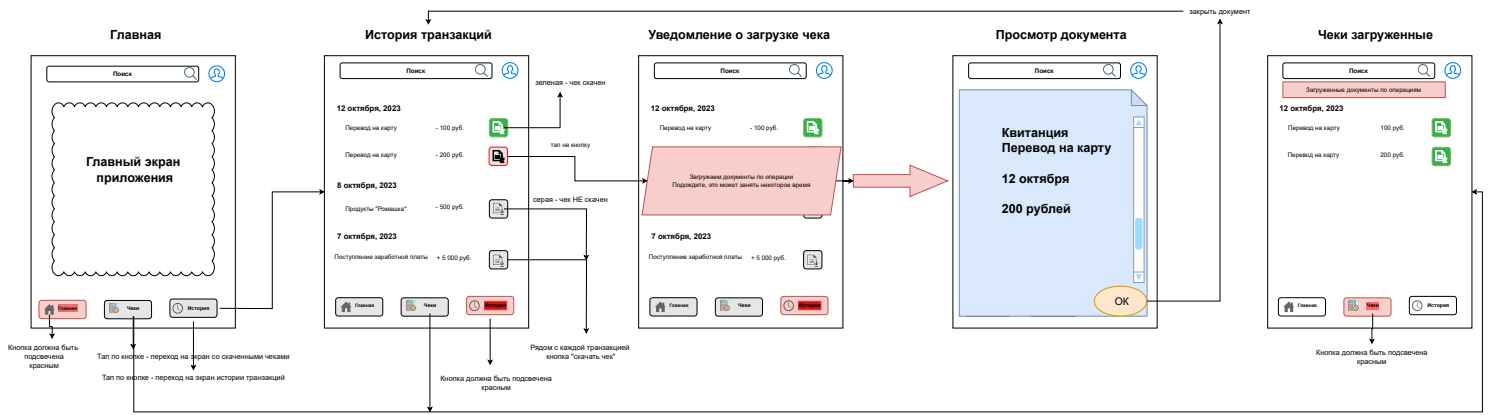 закрыть документ
Главная
История транзакций
Уведомление о загрузке чека
Просмотр документа
Чеки загруженные
Поиск
Главный экран
приложения
Главная
Чеки
История
Кнопка должна быть
подсвечена
красным
Тап по кнопке - переход на экран со скаченными чеками
Тап по кнопке - переход на экран истории транзакций
Поиск
12 октября, 2023
Перевод на карту - 100 руб.
Перевод на карту - 200 руб.
8 октября, 2023
Продукты "Ромашка" - 500 руб.
7 октября, 2023
Поступление заработной платы + 5 000 руб.
Главная
Чеки
История
зеленая - чек скачен
тап на кнопку
серая - чек НЕ скачен
Рядом с каждой транзакцией
кнопка "скачать чек"
Кнопка должна быть подсвечена
красным
Поиск
12 октября, 2023
Перевод на карту - 100 руб.
Загружаем документы по операции
Подождите, это может занять некоторое время
7 октября, 2023
Поступление заработной платы + 5 000 руб.
Главная
Чеки
История
Поиск
Квитанция
Перевод на карту
12 октября
200 рублей
ОК
Поиск
Загруженные документы по операциям
12 октября, 2023
Перевод на карту 100 руб.
Перевод на карту 200 руб.
Главная
Чеки
История
Кнопка должна быть подсвечена
красным